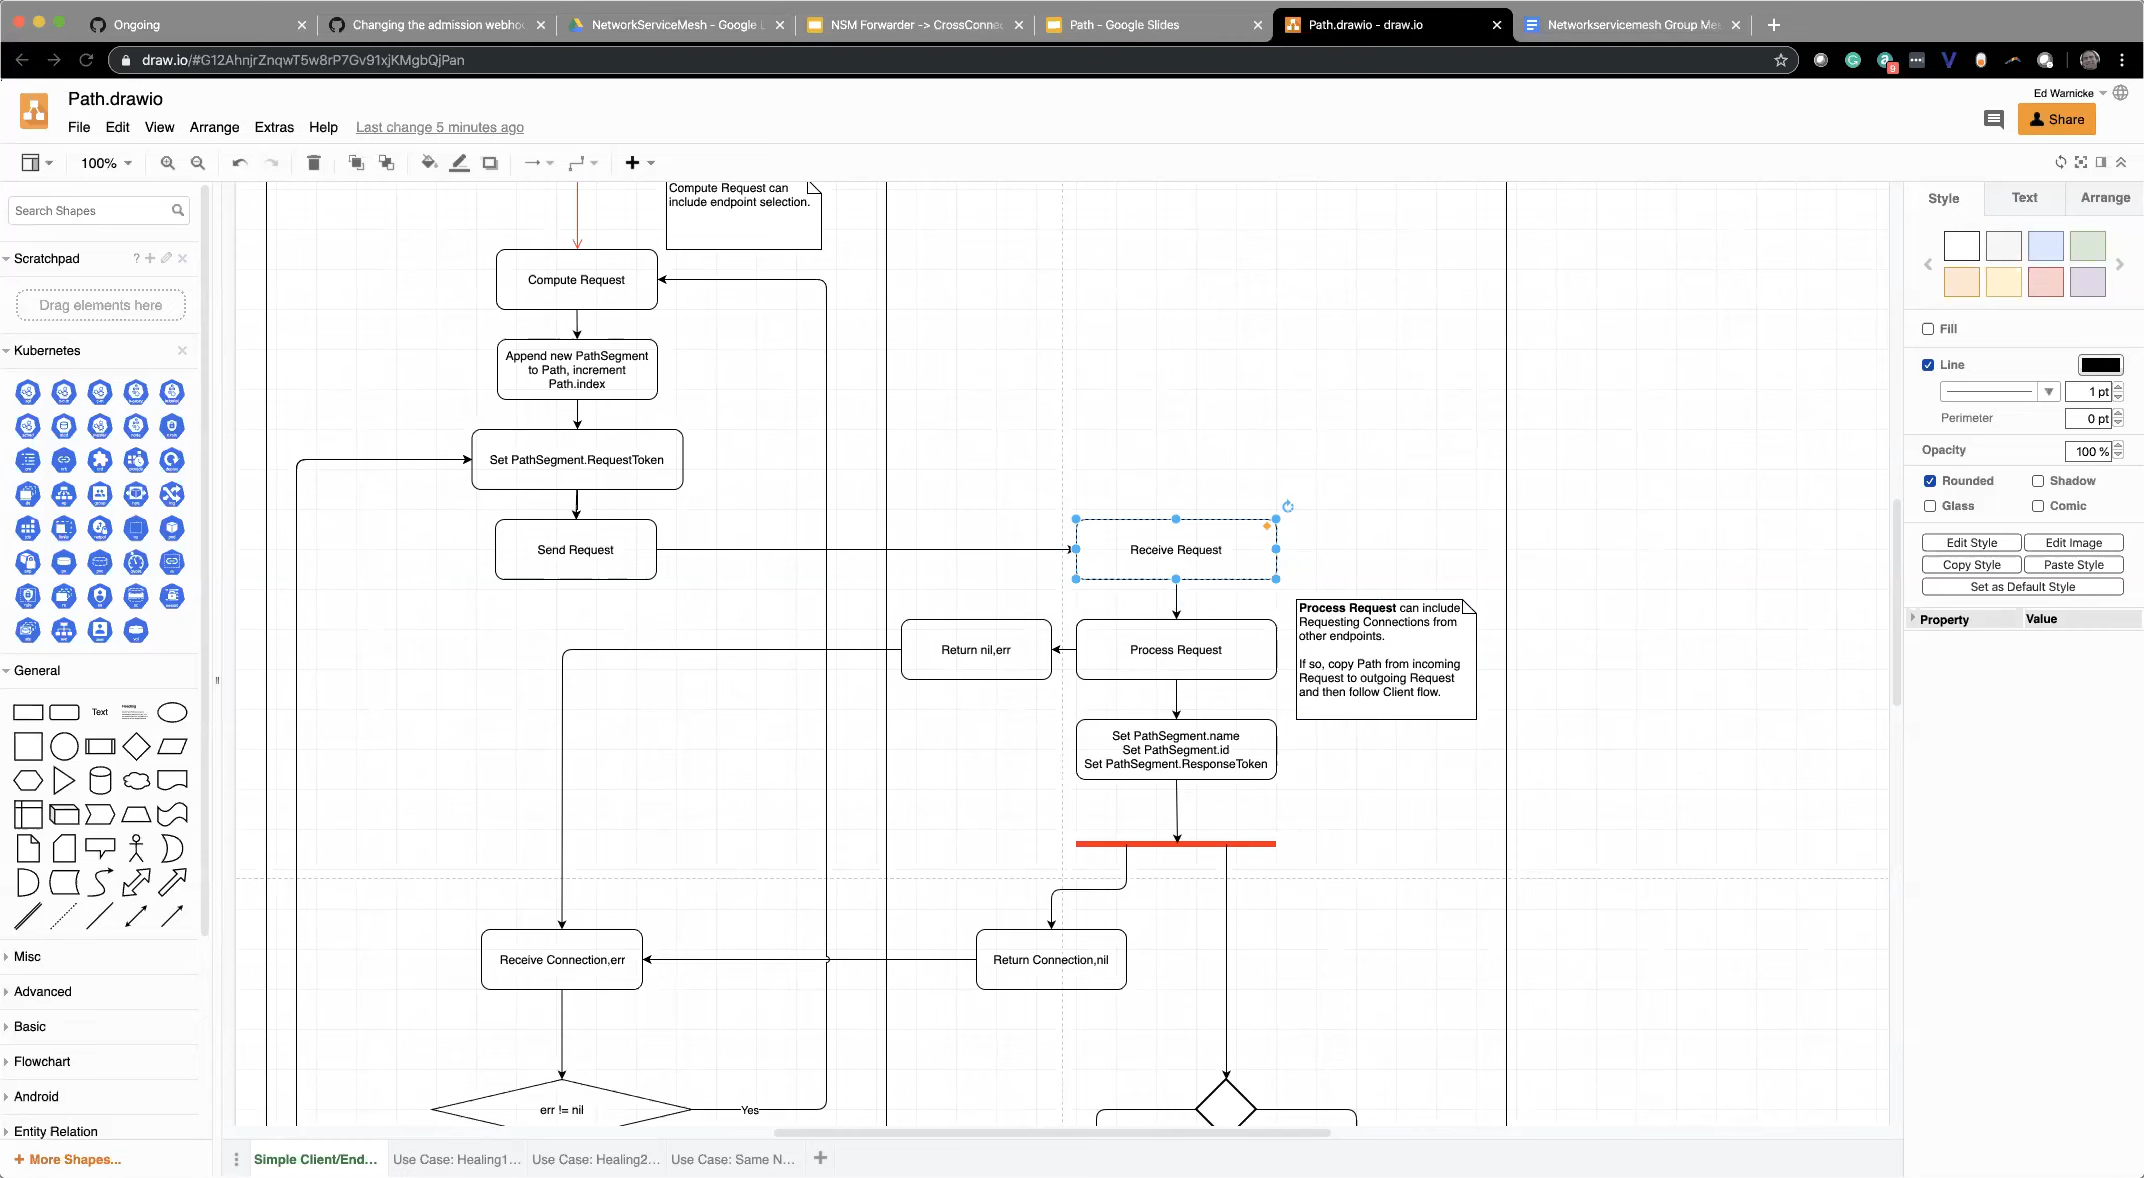 Ongoing
Changing the admission webho
NetworkServiceMesh - Google
NSM Forwarder -> CrossConnec
Path - Google Slides
Path.drawio - draw.io
Networkservicemesh Group Me
draw.io/#G12AhnjrZnqwT5w8rP7Gv91xjKMgbQjPan
9
Path.drawio
Ed Warnicke
File Edit View Arrange Extras Help Last change 5 minutes ago
Share
100%
Search Shapes
Scratchpad
?
Drag elements here
Kubernetes
General
Text
Heading
Misc
Advanced
Basic
Flowchart
Android
Entity Relation
+ More Shapes...
Compute Request can
include endpoint selection.
Compute Request
Append new PathSegment
to Path, increment
Path.index
Set PathSegment.RequestToken
Send Request
Receive Request
Process Request can include
Requesting Connections from
other endpoints.
If so, copy Path from incoming
Request to outgoing Request
and then follow Client flow.
Return nil,err
Process Request
Set PathSegment.name
Set PathSegment.id
Set PathSegment.ResponseToken
Receive Connection,err
Return Connection,nil
err != nil
Yes
Simple Client/End...
Use Case: Healing1...
Use Case: Healing2...
Use Case: Same N...
Style
Text
Arrange
Fill
Line
1 pt
Perimeter
0 pt
Opacity
100 %
Rounded
Shadow
Glass
Comic
Edit Style
Edit Image
Copy Style
Paste Style
Set as Default Style
Property
Value